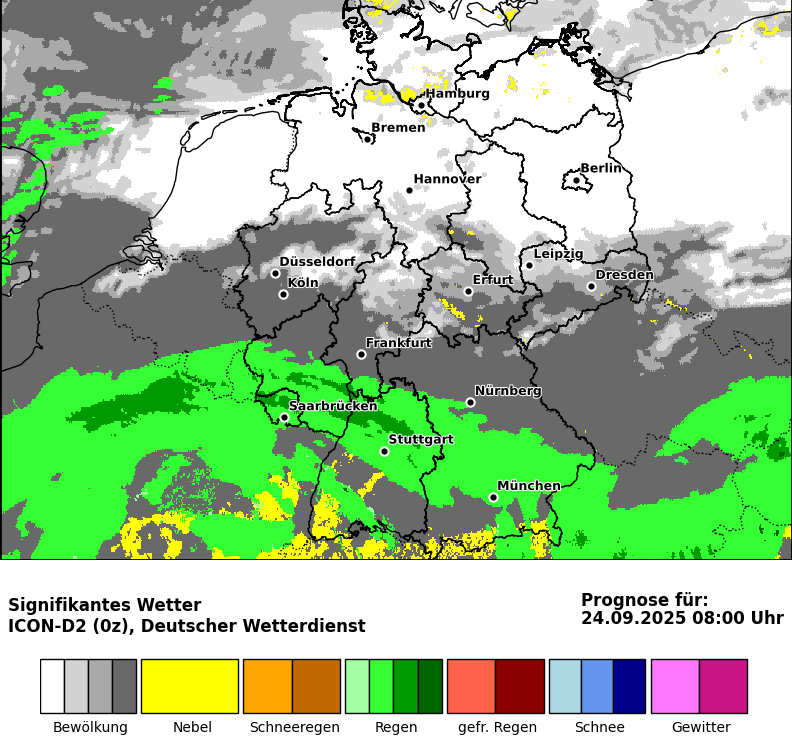 Hamburg
Bremen
Berlin
Hannover
Leipzig
Düsseldorf
Dresden
Erfurt
Köln
Frankfurt
Nürnberg
Saarbrücken
Stuttgart
München
Signifikantes Wetter
ICON-D2 (0z), Deutscher Wetterdienst
Prognose für:
24.09.2025 08:00 Uhr
Bewölkung Nebel Schneeregen Regen gefr. Regen Schnee Gewitter